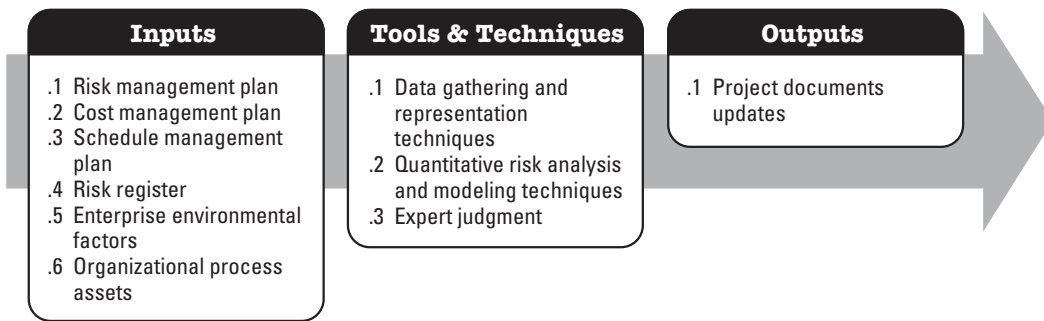 Inputs
.1 Risk management plan
.2 Cost management plan
.3 Schedule management
plan
.4 Risk register
.5 Enterprise environmental
factors
.6 Organizational process
assets
Tools & Techniques
.1 Data gathering and
representation
techniques
.2 Quantitative risk analysis
and modeling techniques
.3 Expert judgment
Outputs
.1 Project documents
updates